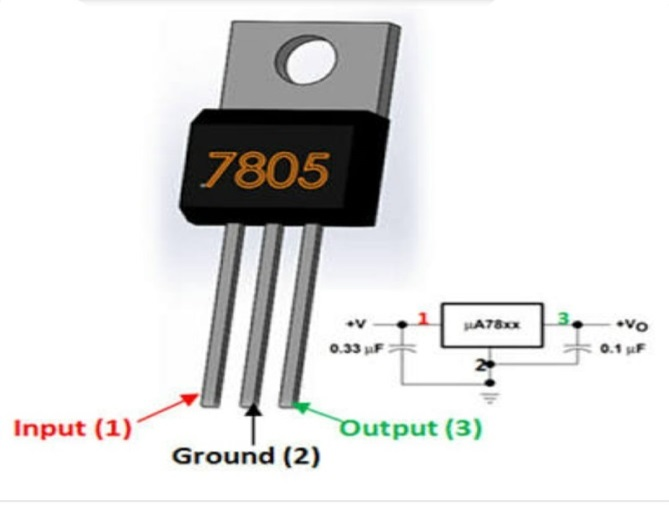 7805
+V 1 µA78xx 3 +Vo
0.33 µF 2 0.1 µF
Input (1)
Ground (2)
Output (3)